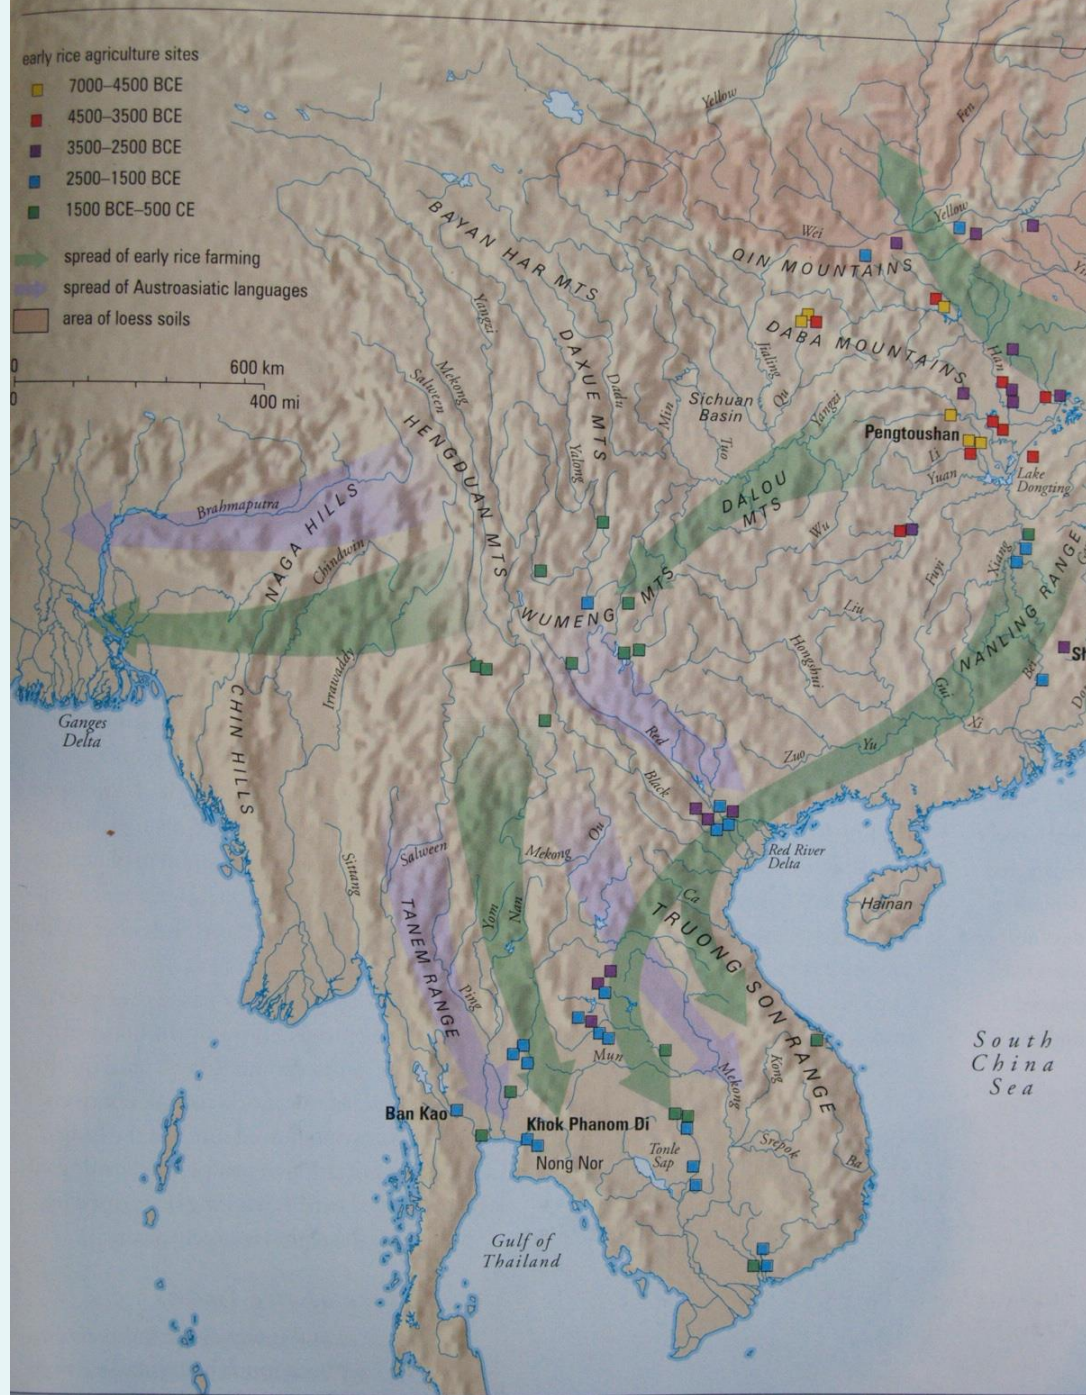 early rice agriculture sites
7000–4500 BCE
4500–3500 BCE
3500–2500 BCE
2500–1500 BCE
1500 BCE–500 CE
spread of early rice farming
spread of Austroasiatic languages
area of loess soils
0
600 km
400 mi
Yellow
Fen
Yellow
Wei
BAYAN HAR MTS
QIN MOUNTAINS
Yangzi
DAXUE MTS
Jialing
DABA MOUNTAINS
Han
Mekong
Salween
Dadu
Min
Sichuan
Basin
Qu
Yangzi
Tuo
HENGDUAN MTS
Yalong
Pengtoushan
Li
Yuan
Lake
Dongting
DALOU
MTS
Wu
Brahmaputra
NAGA HILLS
Chindwin
Xiang
Fuyi
NANLING RANGE
WUMENG MTS
Liu
Hongshui
Sh
Irrawaddy
CHIN HILLS
Ganges
Delta
Gui
Bei
Xi
Red
Zuo
Yu
Black
Red River
Delta
Salween
Mekong
Ou
Sittang
Hainan
Ca
Yom
Nan
TANEM RANGE
TRUONG SON RANGE
Ping
Mun
Mekong
Kong
South
China
Sea
Ban Kao
Khok Phanom Di
Nong Nor
Tonle
Sap
Srepok
Ba
Gulf of
Thailand